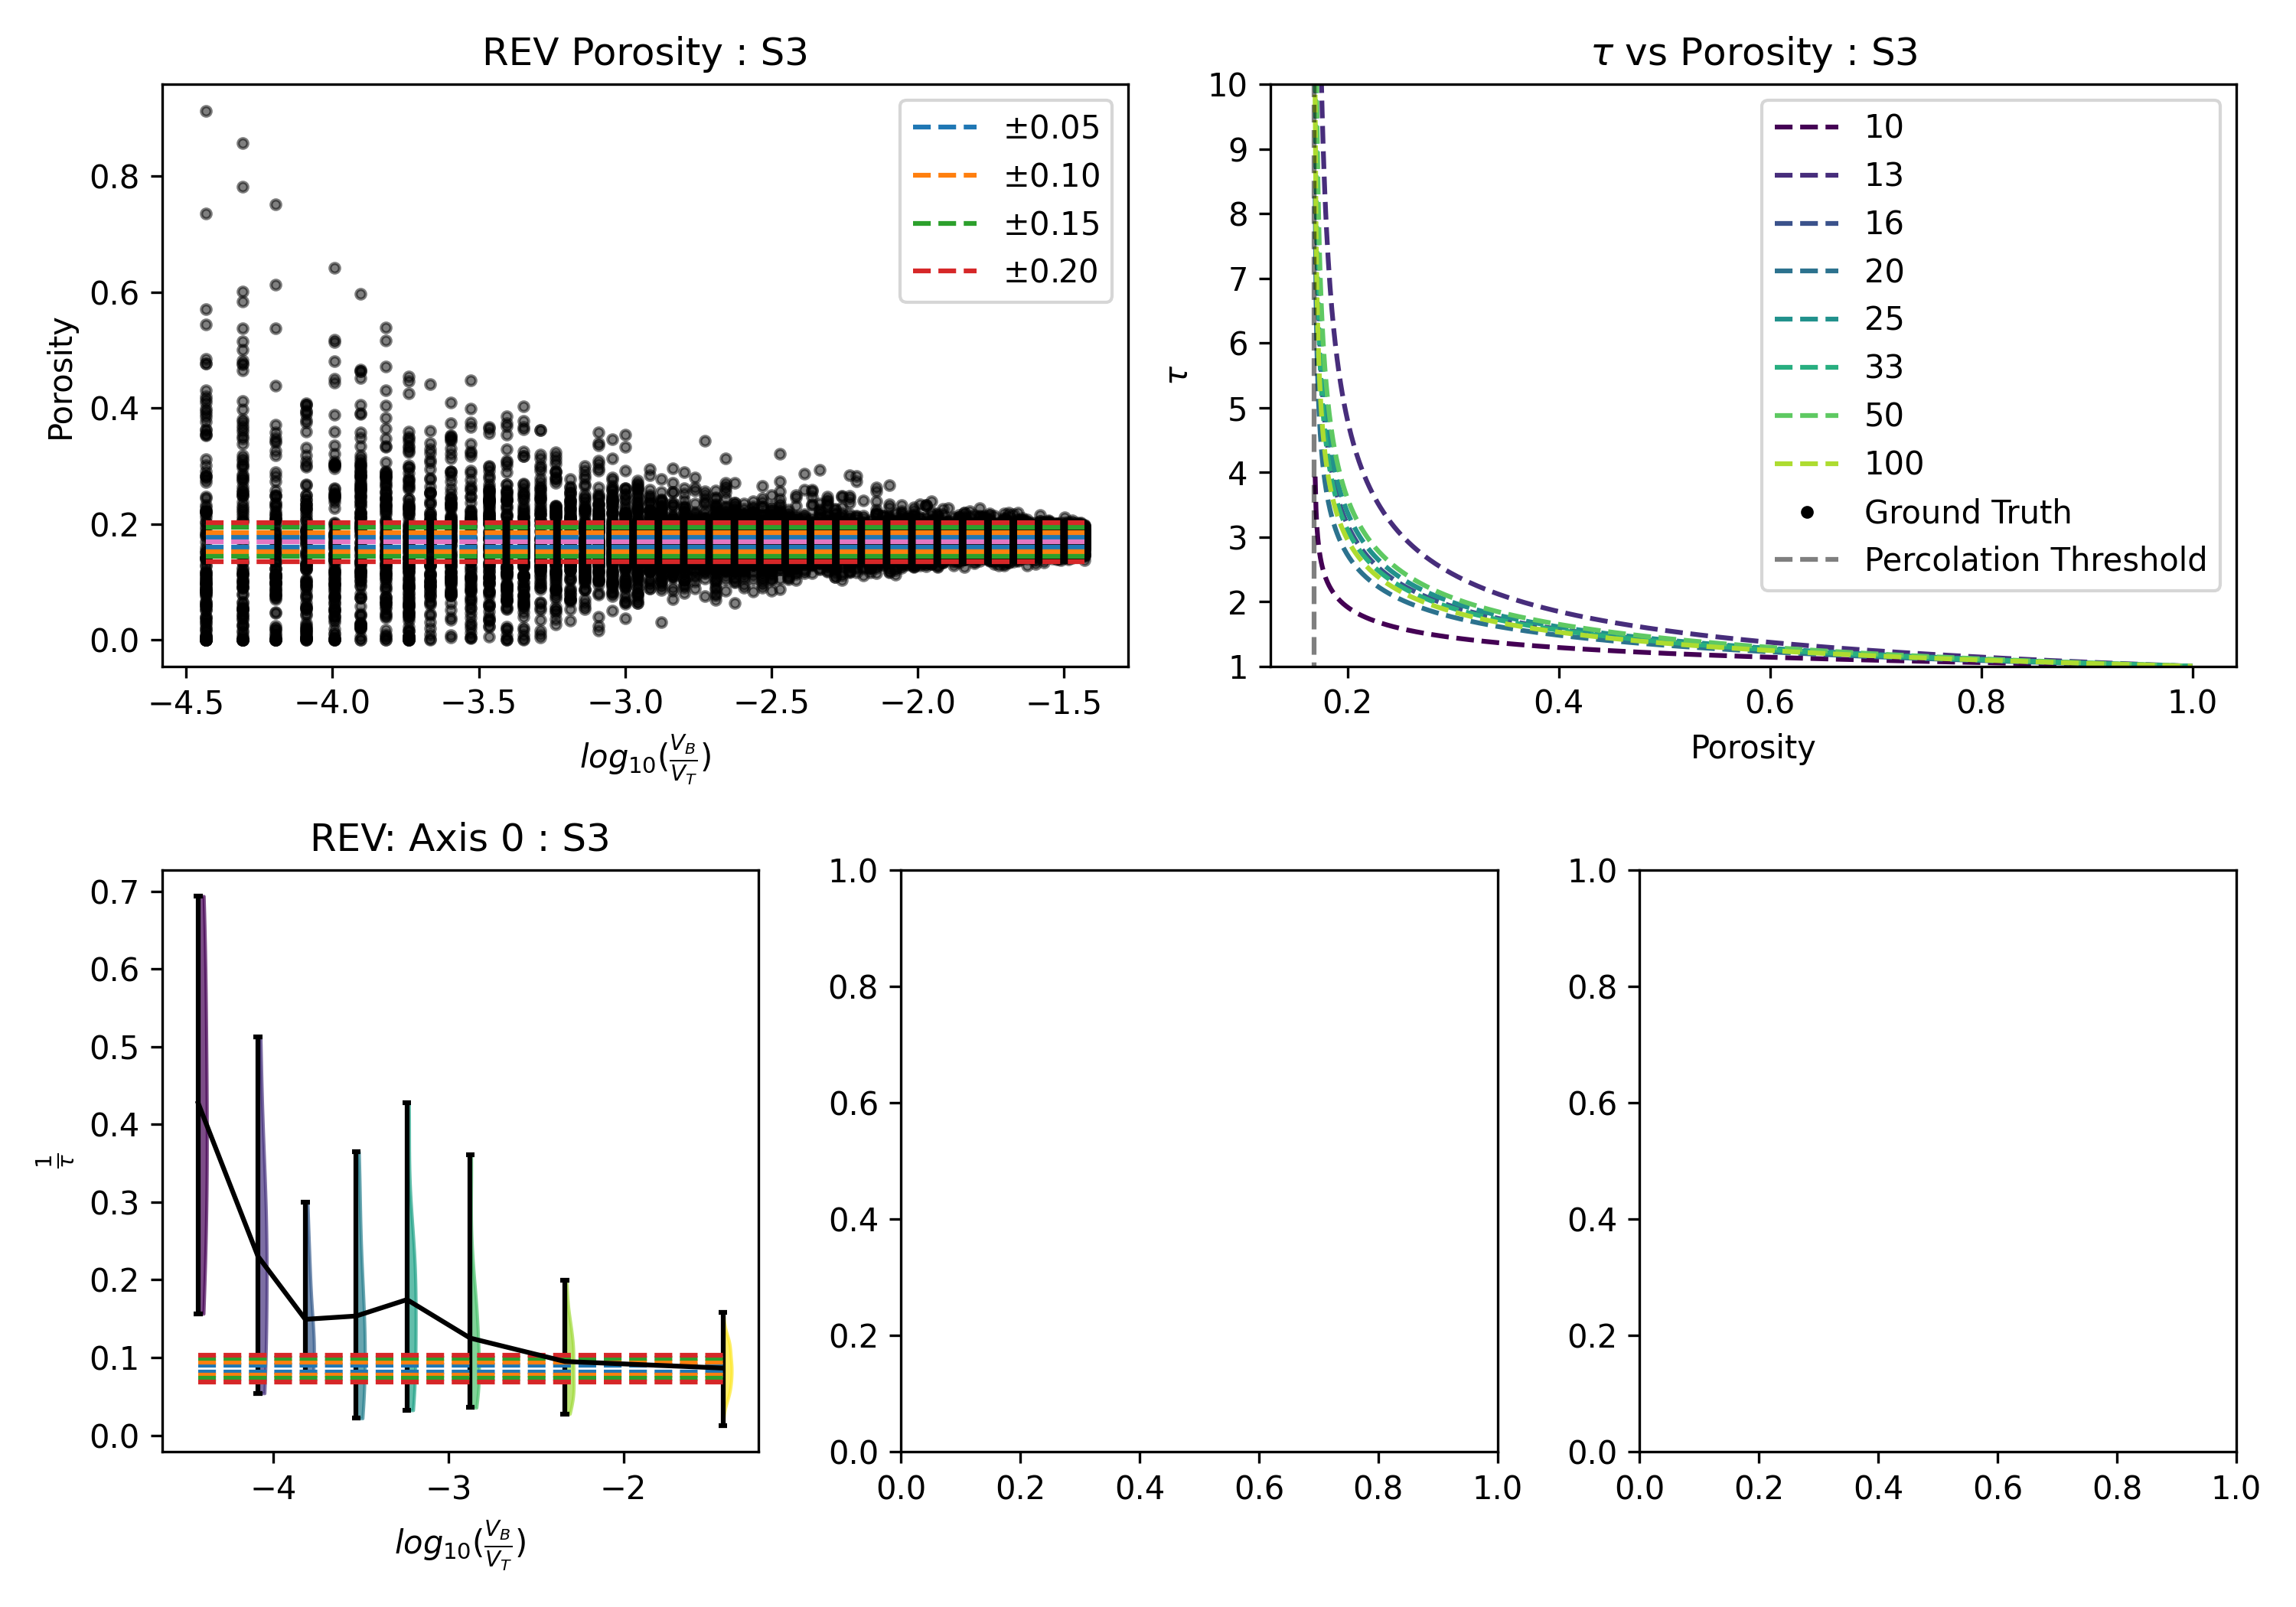 REV Porosity : S3
Porosity
0.8
0.6
0.4
0.2
0.0
±0.05
±0.10
±0.15
±0.20
−4.5 −4.0 −3.5 −3.0 −2.5 −2.0 −1.5
log10(VB/VT)
τ vs Porosity : S3
τ
10
9
8
7
6
5
4
3
2
1
10
13
16
20
25
33
50
100
Ground Truth
Percolation Threshold
0.2 0.4 0.6 0.8 1.0
Porosity
REV: Axis 0 : S3
1/τ
0.7
0.6
0.5
0.4
0.3
0.2
0.1
0.0
−4 −3 −2
log10(VB/VT)
1.0
0.8
0.6
0.4
0.2
0.0
0.0 0.2 0.4 0.6 0.8 1.0
1.0
0.8
0.6
0.4
0.2
0.0
0.0 0.2 0.4 0.6 0.8 1.0